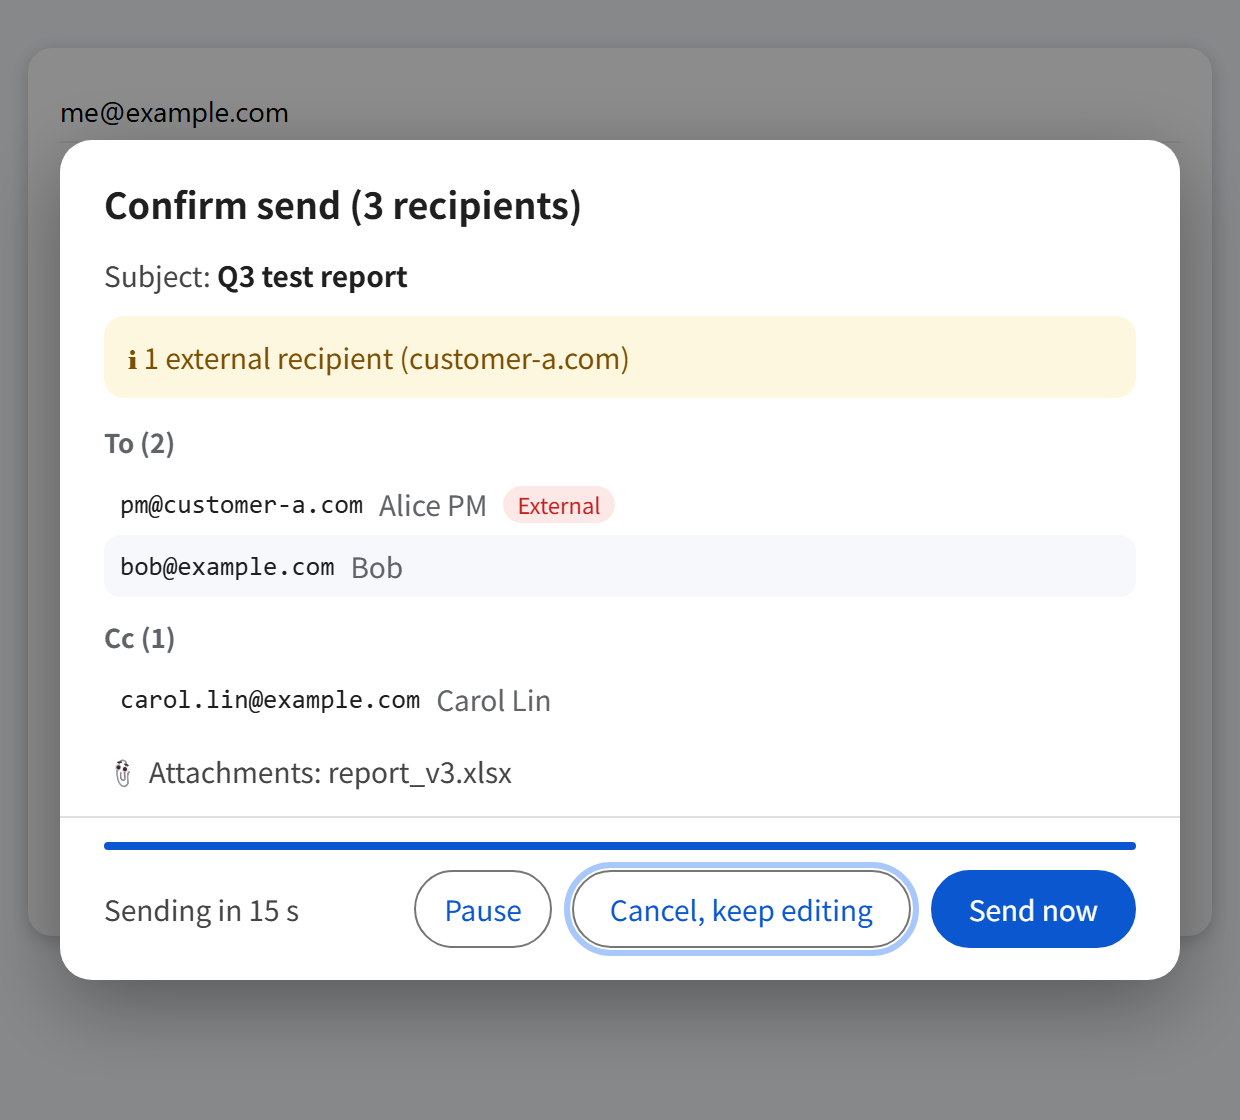 me@example.com
Confirm send (3 recipients)
Subject: Q3 test report
ℹ 1 external recipient (customer-a.com)
To (2)
pm@customer-a.com Alice PM External
bob@example.com Bob
Cc (1)
carol.lin@example.com Carol Lin
Attachments: report_v3.xlsx
Sending in 15 s Pause Cancel, keep editing Send now